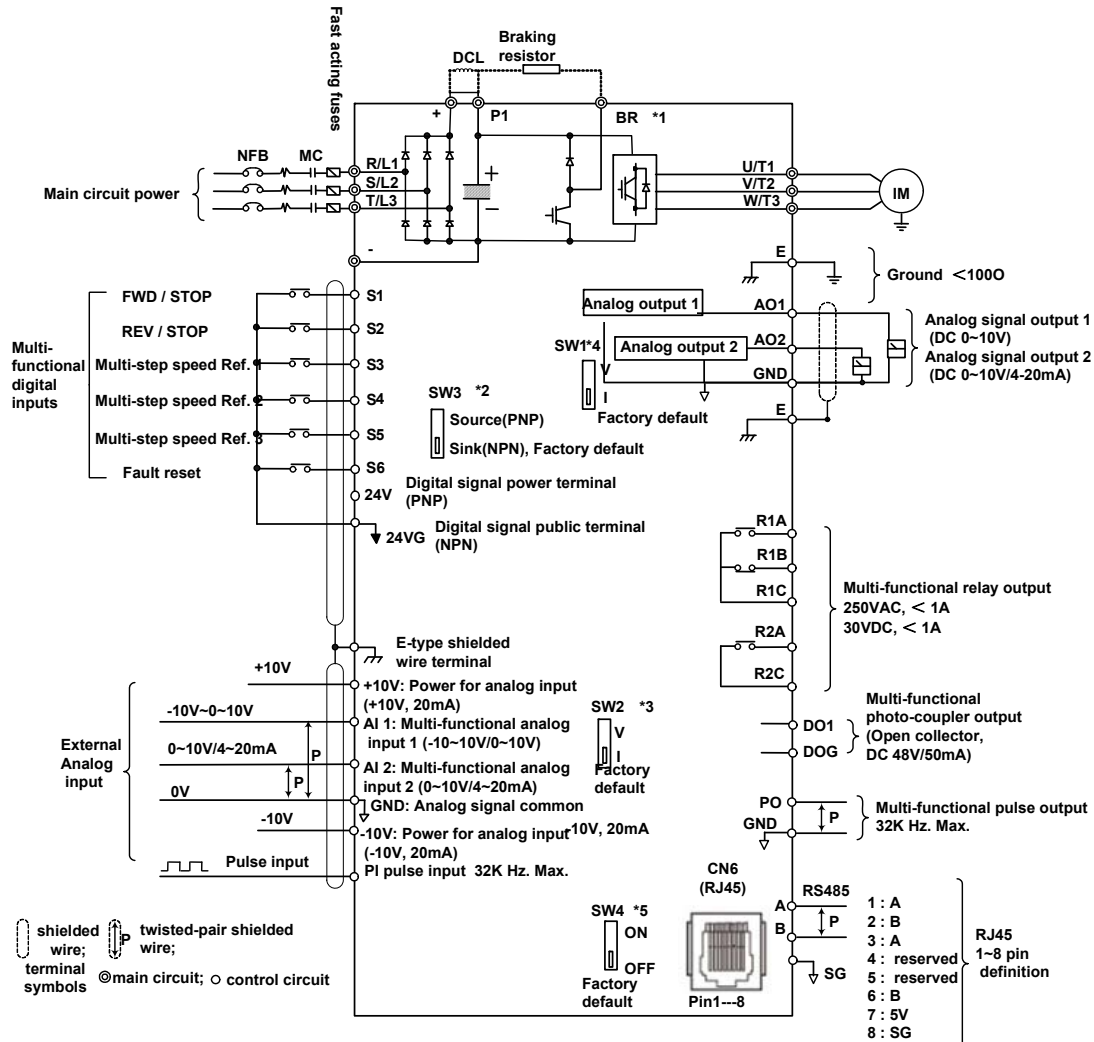 Fast acting fuses
Braking
resistor
DCL
+
P1
BR *1
NFB
MC
R/L1
S/L2
T/L3
Main circuit power
+
−
-
U/T1
V/T2
W/T3
IM
E
Ground ＜100O
Multi-
functional
digital
inputs
FWD / STOP
S1
REV / STOP
S2
Multi-step speed Ref. 1
S3
Multi-step speed Ref. 2
S4
Multi-step speed Ref. 3
S5
Fault reset
S6
24V
Digital signal power terminal
(PNP)
24VG
Digital signal public terminal
(NPN)
SW3 *2
Source(PNP)
Sink(NPN), Factory default
Analog output 1
AO1
Analog output 2
AO2
SW1*4
V
I
Factory default
GND
E
Analog signal output 1
(DC 0~10V)
Analog signal output 2
(DC 0~10V/4-20mA)
R1A
R1B
R1C
R2A
R2C
Multi-functional relay output
250VAC, ＜ 1A
30VDC, ＜ 1A
E-type shielded
wire terminal
External
Analog
input
+10V
+10V: Power for analog input
(+10V, 20mA)
-10V~0~10V
AI 1: Multi-functional analog
input 1 (-10~10V/0~10V)
0~10V/4~20mA
AI 2: Multi-functional analog
input 2 (0~10V/4~20mA)
P
P
0V
GND: Analog signal common
-10V
-10V: Power for analog input
-10V, 20mA
(-10V, 20mA)
Pulse input
PI pulse input 32K Hz. Max.
SW2 *3
V
I
Factory
default
DO1
DOG
Multi-functional
photo-coupler output
(Open collector,
DC 48V/50mA)
PO
GND
P
Multi-functional pulse output
32K Hz. Max.
SW4 *5
ON
OFF
Factory
default
CN6
(RJ45)
Pin1---8
RS485
A
B
P
SG
1 : A
2 : B
3 : A
4 : reserved
5 : reserved
6 : B
7 : 5V
8 : SG
RJ45
1~8 pin
definition
shielded
wire;
P
twisted-pair shielded
wire;
terminal
symbols
main circuit;
control circuit